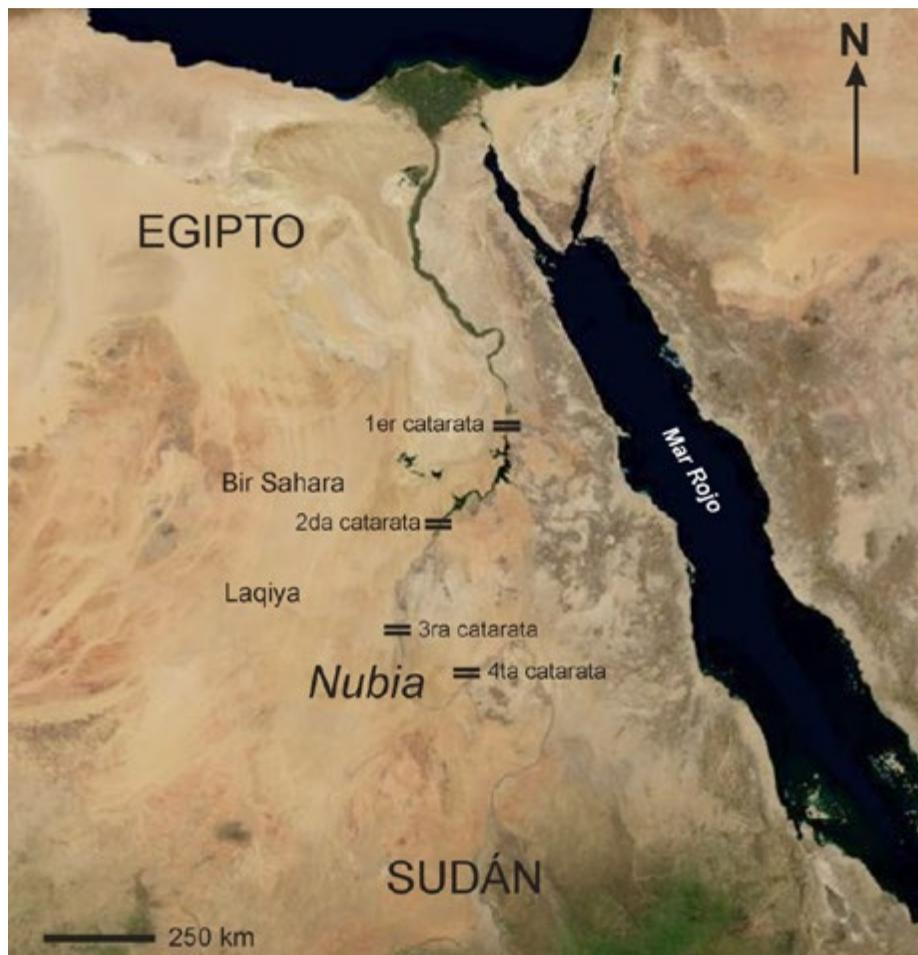 N
EGIPTO
1er catarata
Mar Rojo
Bir Sahara
2da catarata
Laqiya
3ra catarata
4ta catarata
Nubia
SUDÁN
250 km